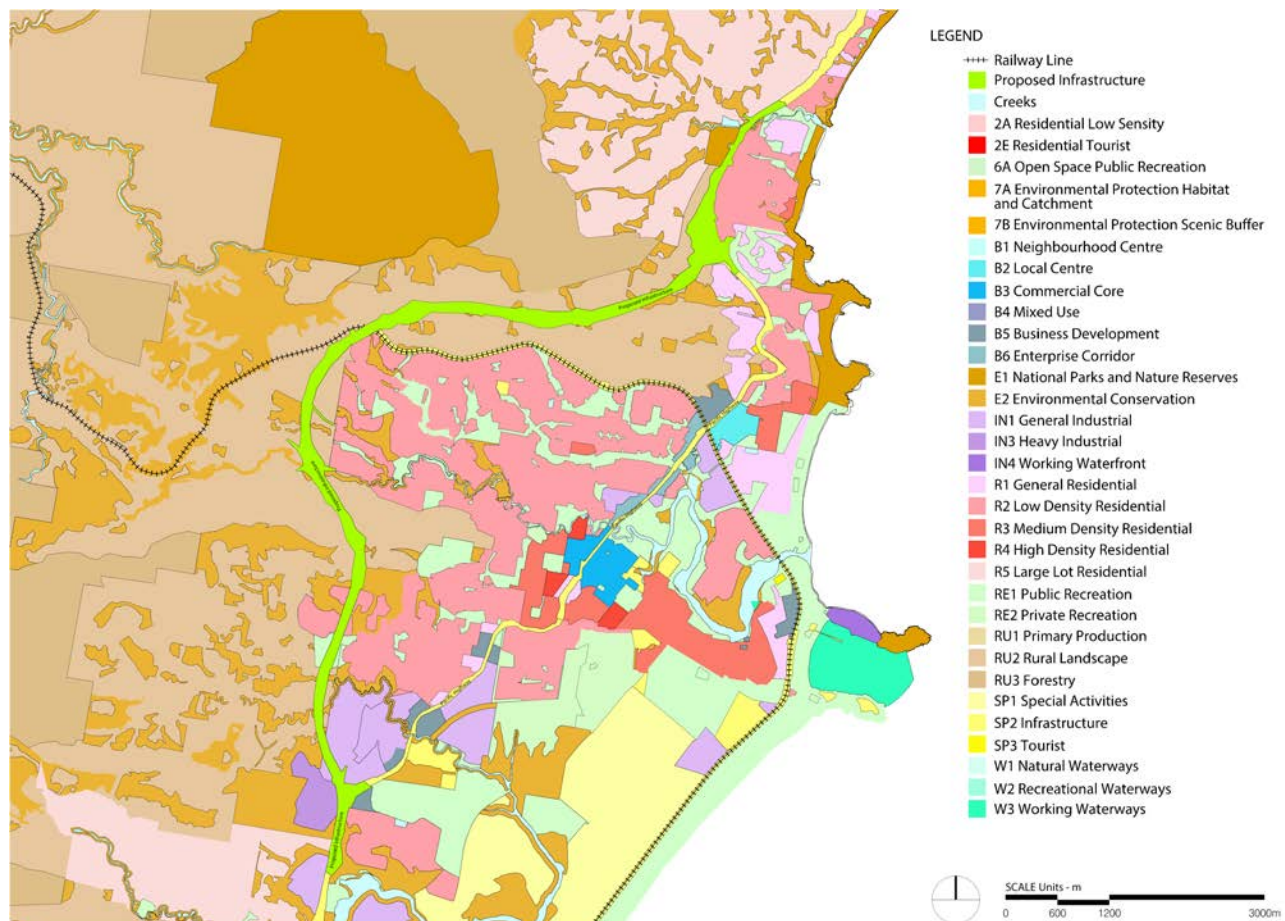 LEGEND
Railway Line
Proposed Infrastructure
Creeks
2A Residential Low Sensity
2E Residential Tourist
6A Open Space Public Recreation
7A Environmental Protection Habitat
and Catchment
7B Environmental Protection Scenic Buffer
B1 Neighbourhood Centre
B2 Local Centre
B3 Commercial Core
B4 Mixed Use
B5 Business Development
B6 Enterprise Corridor
E1 National Parks and Nature Reserves
E2 Environmental Conservation
IN1 General Industrial
IN3 Heavy Industrial
IN4 Working Waterfront
R1 General Residential
R2 Low Density Residential
R3 Medium Density Residential
R4 High Density Residential
R5 Large Lot Residential
RE1 Public Recreation
RE2 Private Recreation
RU1 Primary Production
RU2 Rural Landscape
RU3 Forestry
SP1 Special Activities
SP2 Infrastructure
SP3 Tourist
W1 Natural Waterways
W2 Recreational Waterways
W3 Working Waterways
Proposed Infrastructure
Proposed Infrastructure
Proposed Infrastructure
SCALE Units - m
0 600 1200 3000m